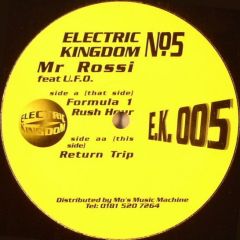 ELECTRIC
KINGDOM Nº5
Mr Rossi
feat U.F.O.
side a [that side]
Formula 1
Rush Hour
side aa [this
side]
Return Trip
E.K. 005
ELECTRIC
KINGDOM
Distributed by Mo's Music Machine
Tel: 0181 520 7264